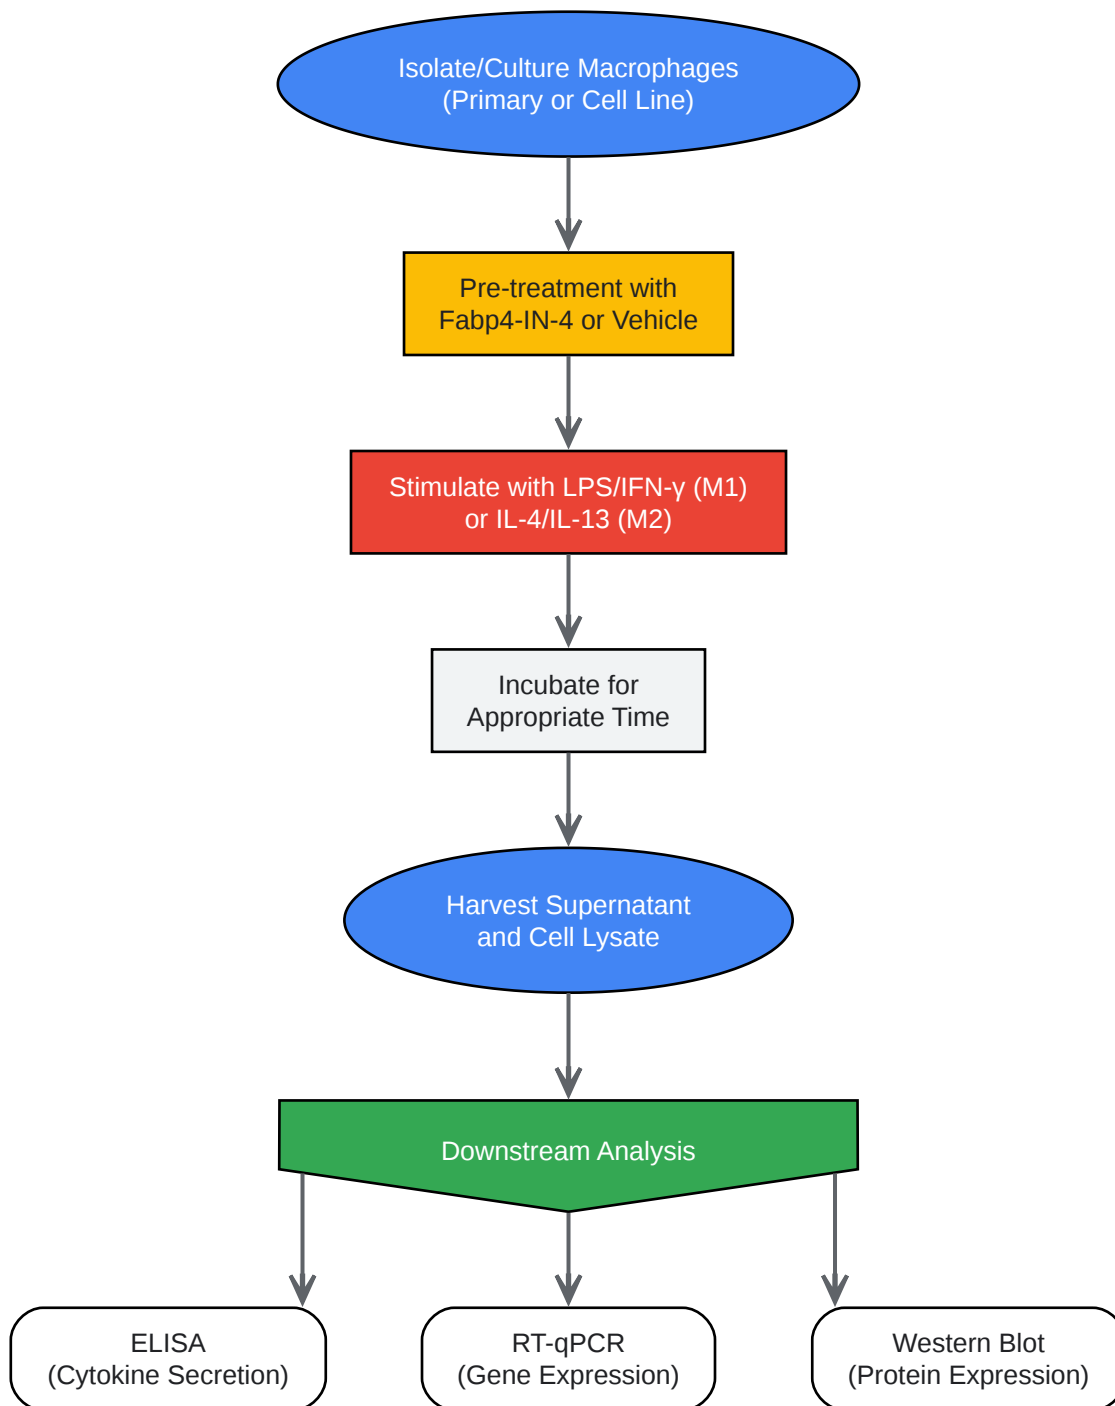 Isolate/Culture Macrophages
(Primary or Cell Line)
Pre-treatment with
Fabp4-IN-4 or Vehicle
Stimulate with LPS/IFN-γ (M1)
or IL-4/IL-13 (M2)
Incubate for
Appropriate Time
Harvest Supernatant
and Cell Lysate
Downstream Analysis
ELISA
(Cytokine Secretion)
RT-qPCR
(Gene Expression)
Western Blot
(Protein Expression)